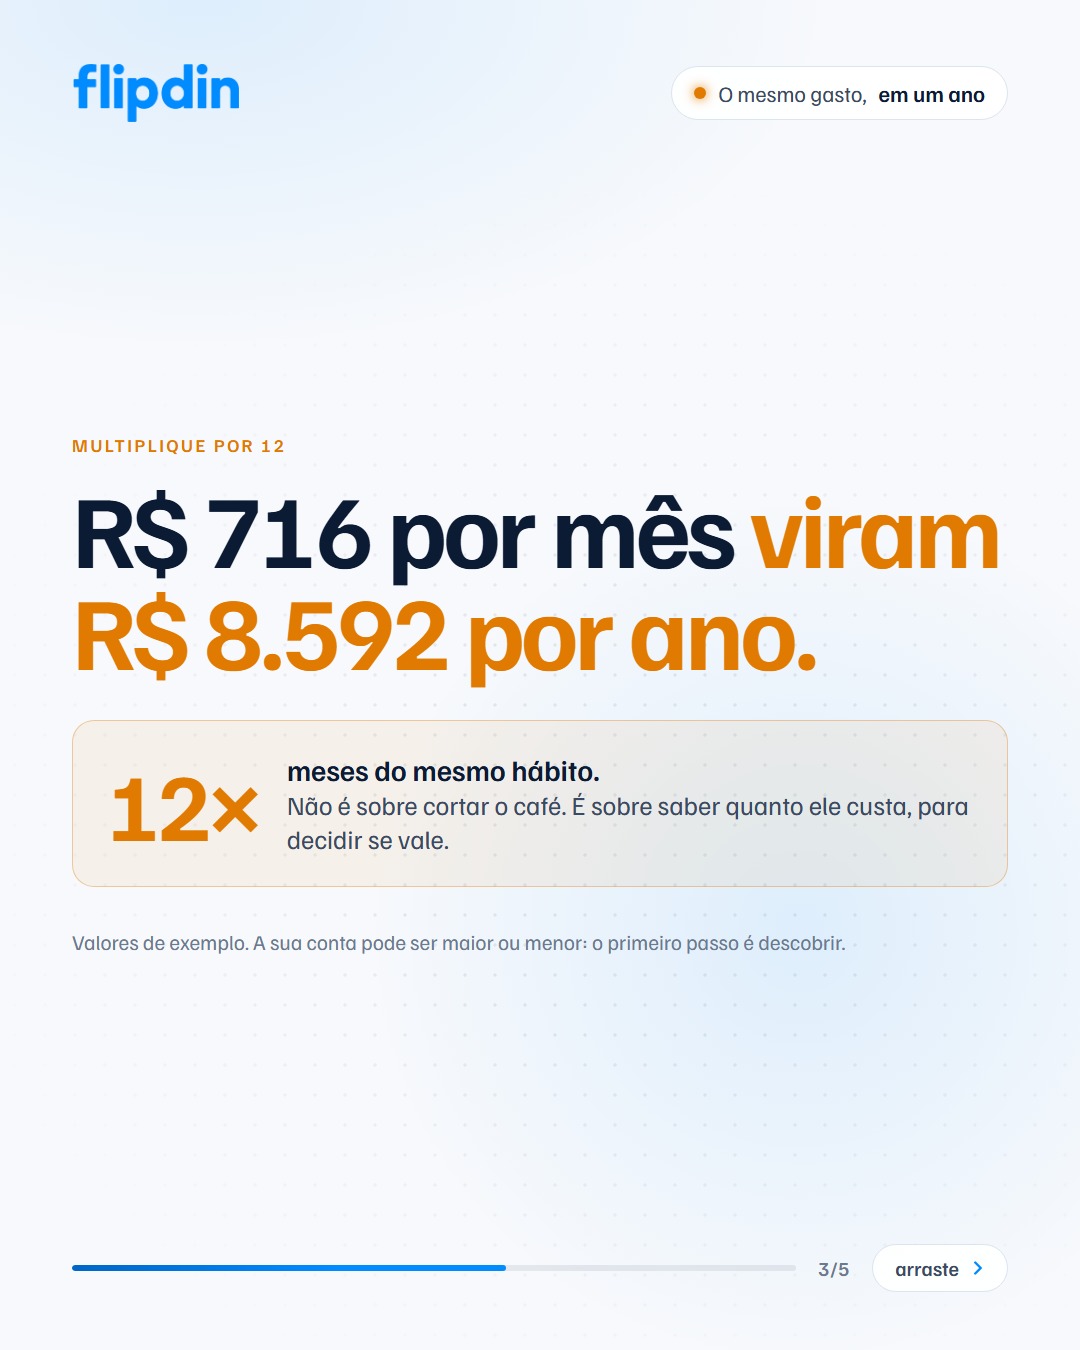 flipdin
O mesmo gasto, em um ano
MULTIPLIQUE POR 12
R$ 716 por mês viram
R$ 8.592 por ano.
12×
meses do mesmo hábito.
Não é sobre cortar o café. É sobre saber quanto ele custa, para
decidir se vale.
Valores de exemplo. A sua conta pode ser maior ou menor: o primeiro passo é descobrir.
3/5
arraste